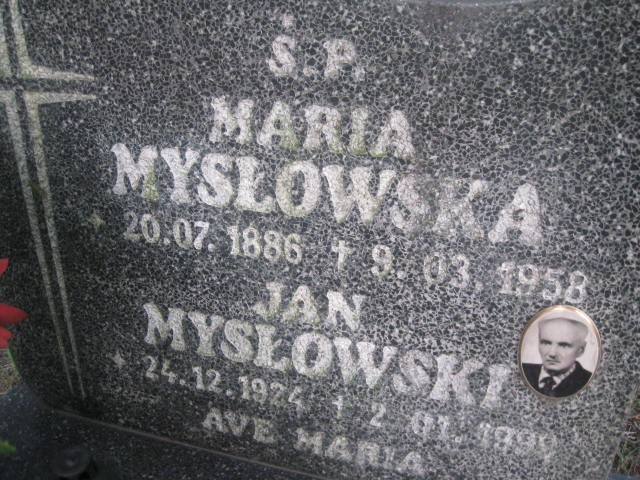 Ś.P.
MARIA
MYSŁOWSKA
20.07.1886 † 9.03.1958
JAN
MYSŁOWSKI
24.12.1924 † 2.01.1999
AVE MARIA